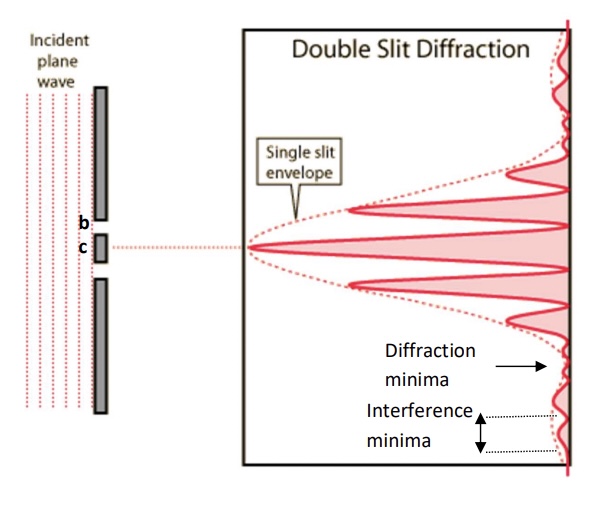 Double Slit Diffraction
Incident
plane
wave
Single slit
envelope
b
c
Diffraction
minima
Interference
minima